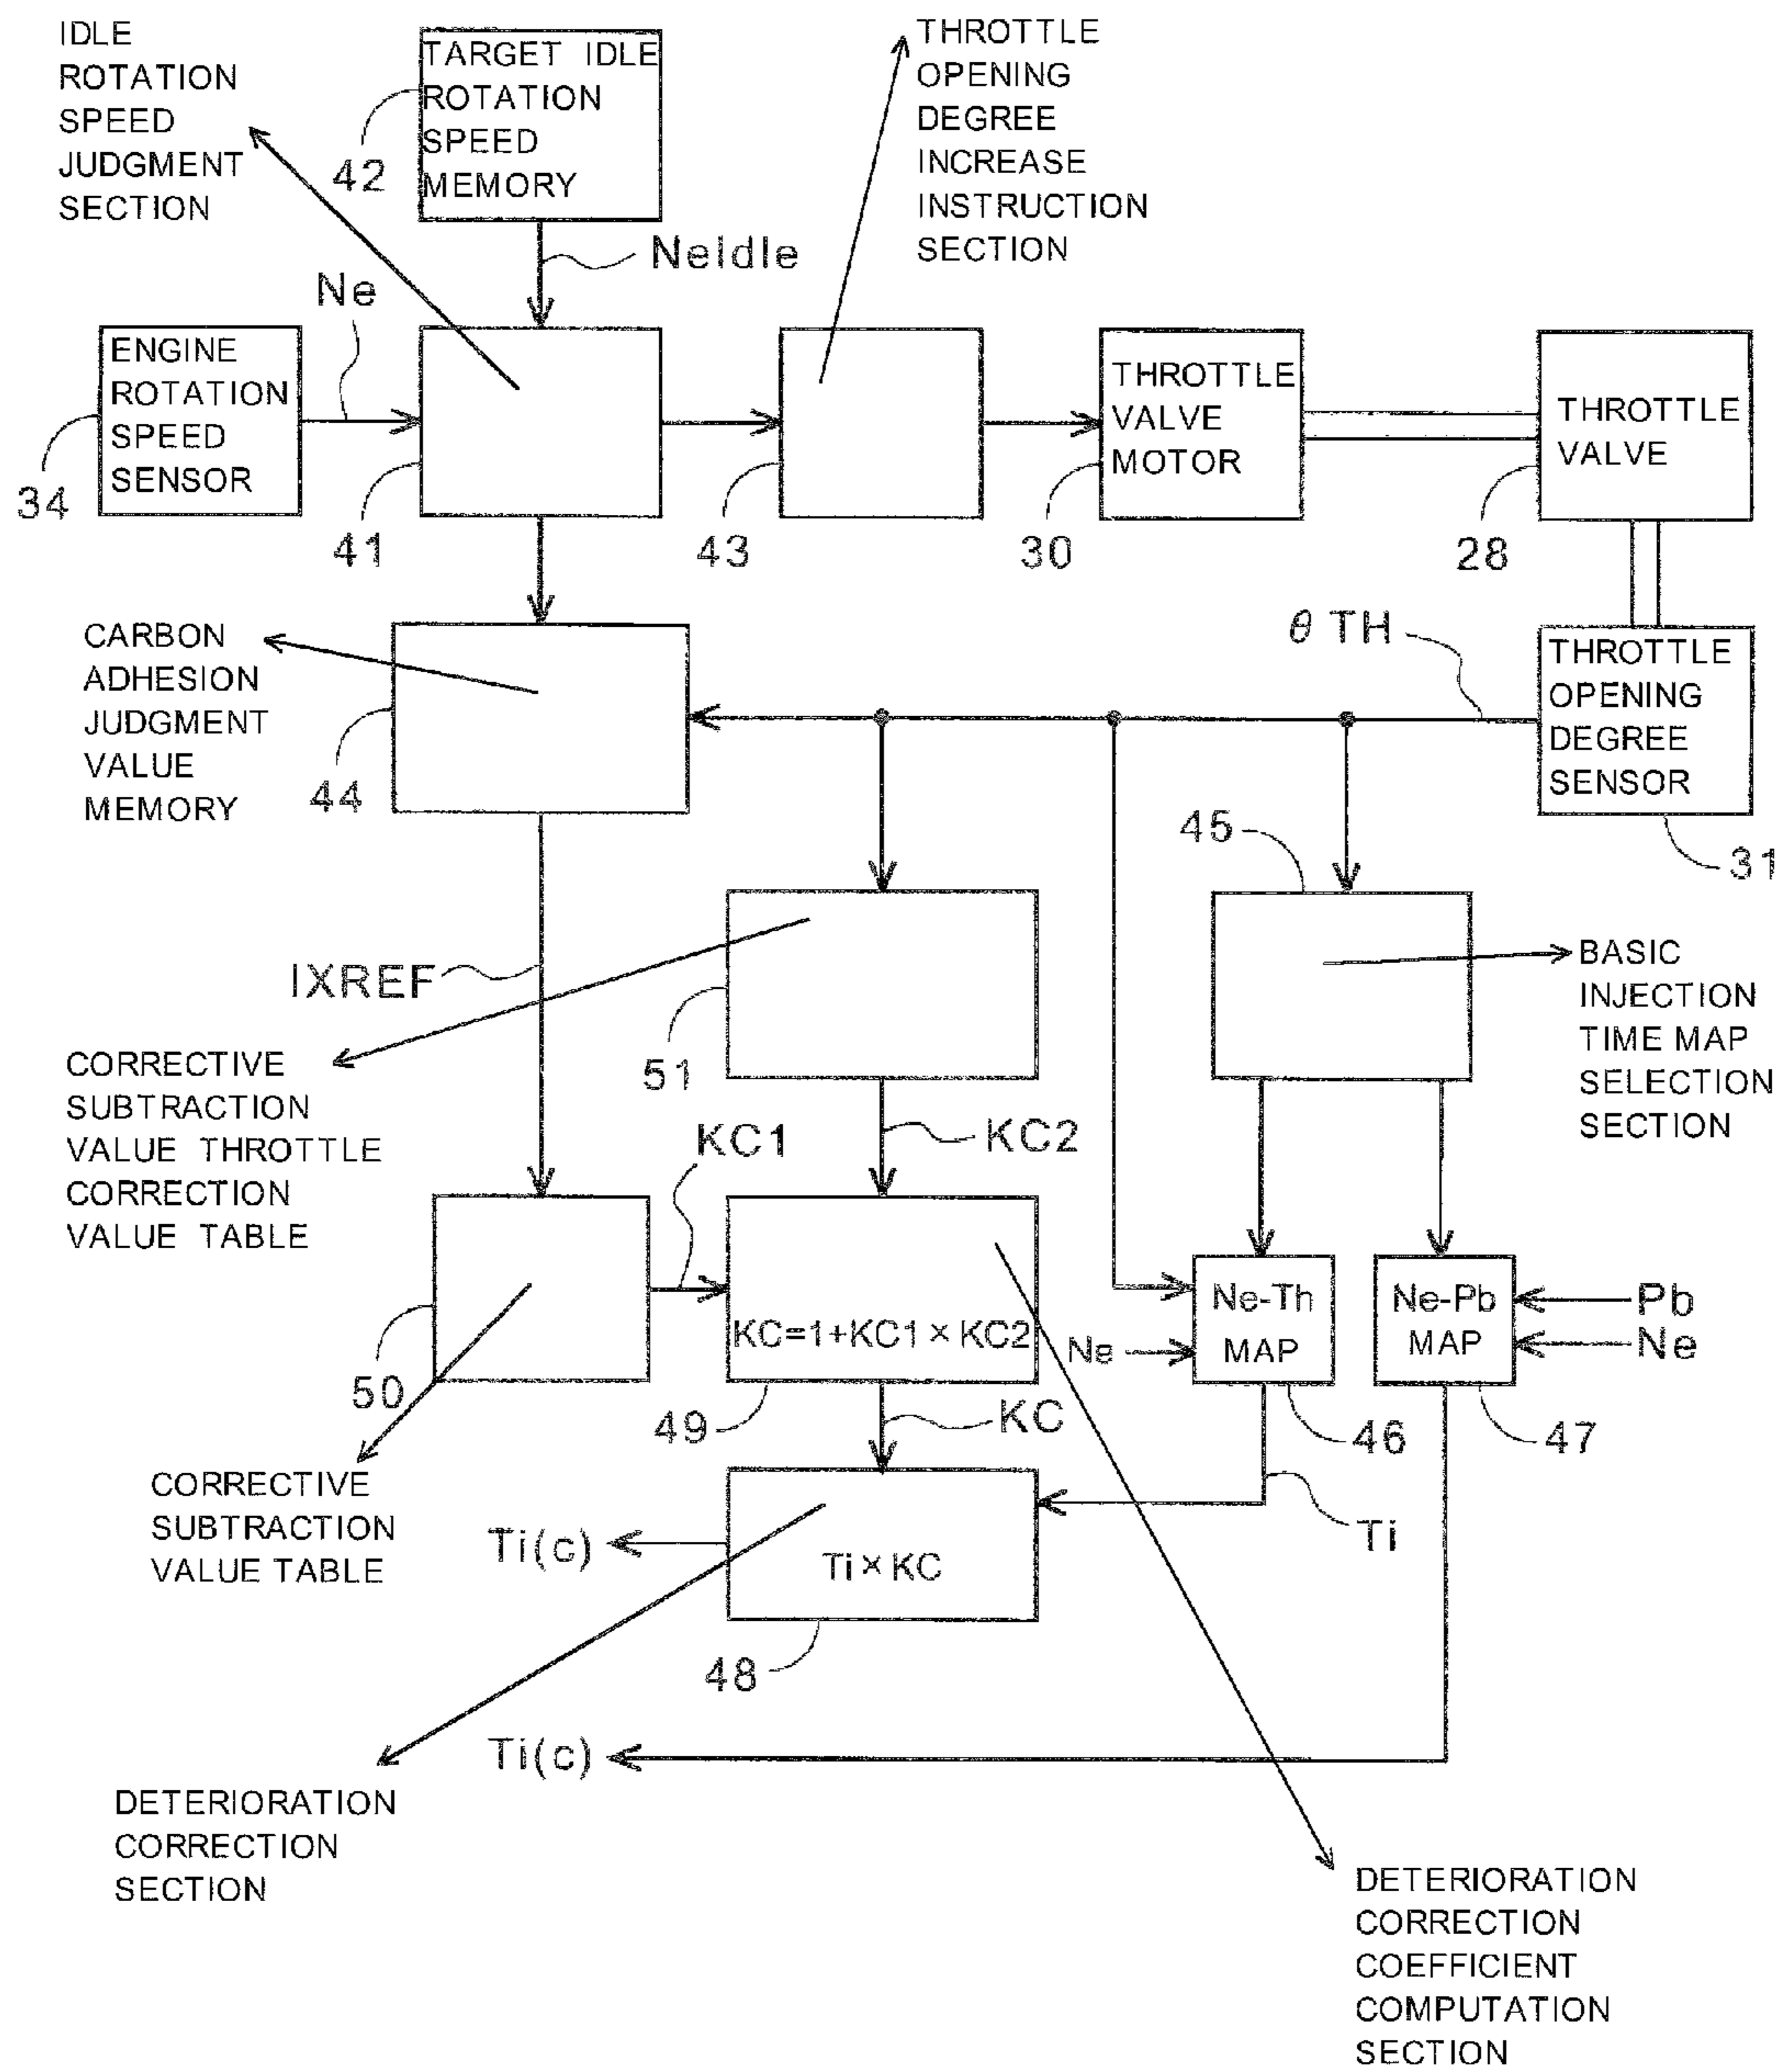 IDLE
ROTATION
SPEED
JUDGMENT
SECTION
TARGET IDLE
ROTATION
SPEED
MEMORY
42
THROTTLE
OPENING
DEGREE
INCREASE
INSTRUCTION
SECTION
NeIdle
Ne
ENGINE
ROTATION
SPEED
SENSOR
34
41
43
THROTTLE
VALVE
MOTOR
30
THROTTLE
VALVE
28
CARBON
ADHESION
JUDGMENT
VALUE
MEMORY
44
θ TH
THROTTLE
OPENING
DEGREE
SENSOR
31
45
IXREF
51
BASIC
INJECTION
TIME MAP
SELECTION
SECTION
CORRECTIVE
SUBTRACTION
VALUE THROTTLE
CORRECTION
VALUE TABLE
KC1
KC2
50
KC=1+KC1×KC2
49
Ne-Th
MAP
Ne
46
Ne-Pb
MAP
Pb
Ne
47
KC
CORRECTIVE
SUBTRACTION
VALUE TABLE
Ti(c)
Ti×KC
Ti
48
Ti(c)
DETERIORATION
CORRECTION
SECTION
DETERIORATION
CORRECTION
COEFFICIENT
COMPUTATION
SECTION